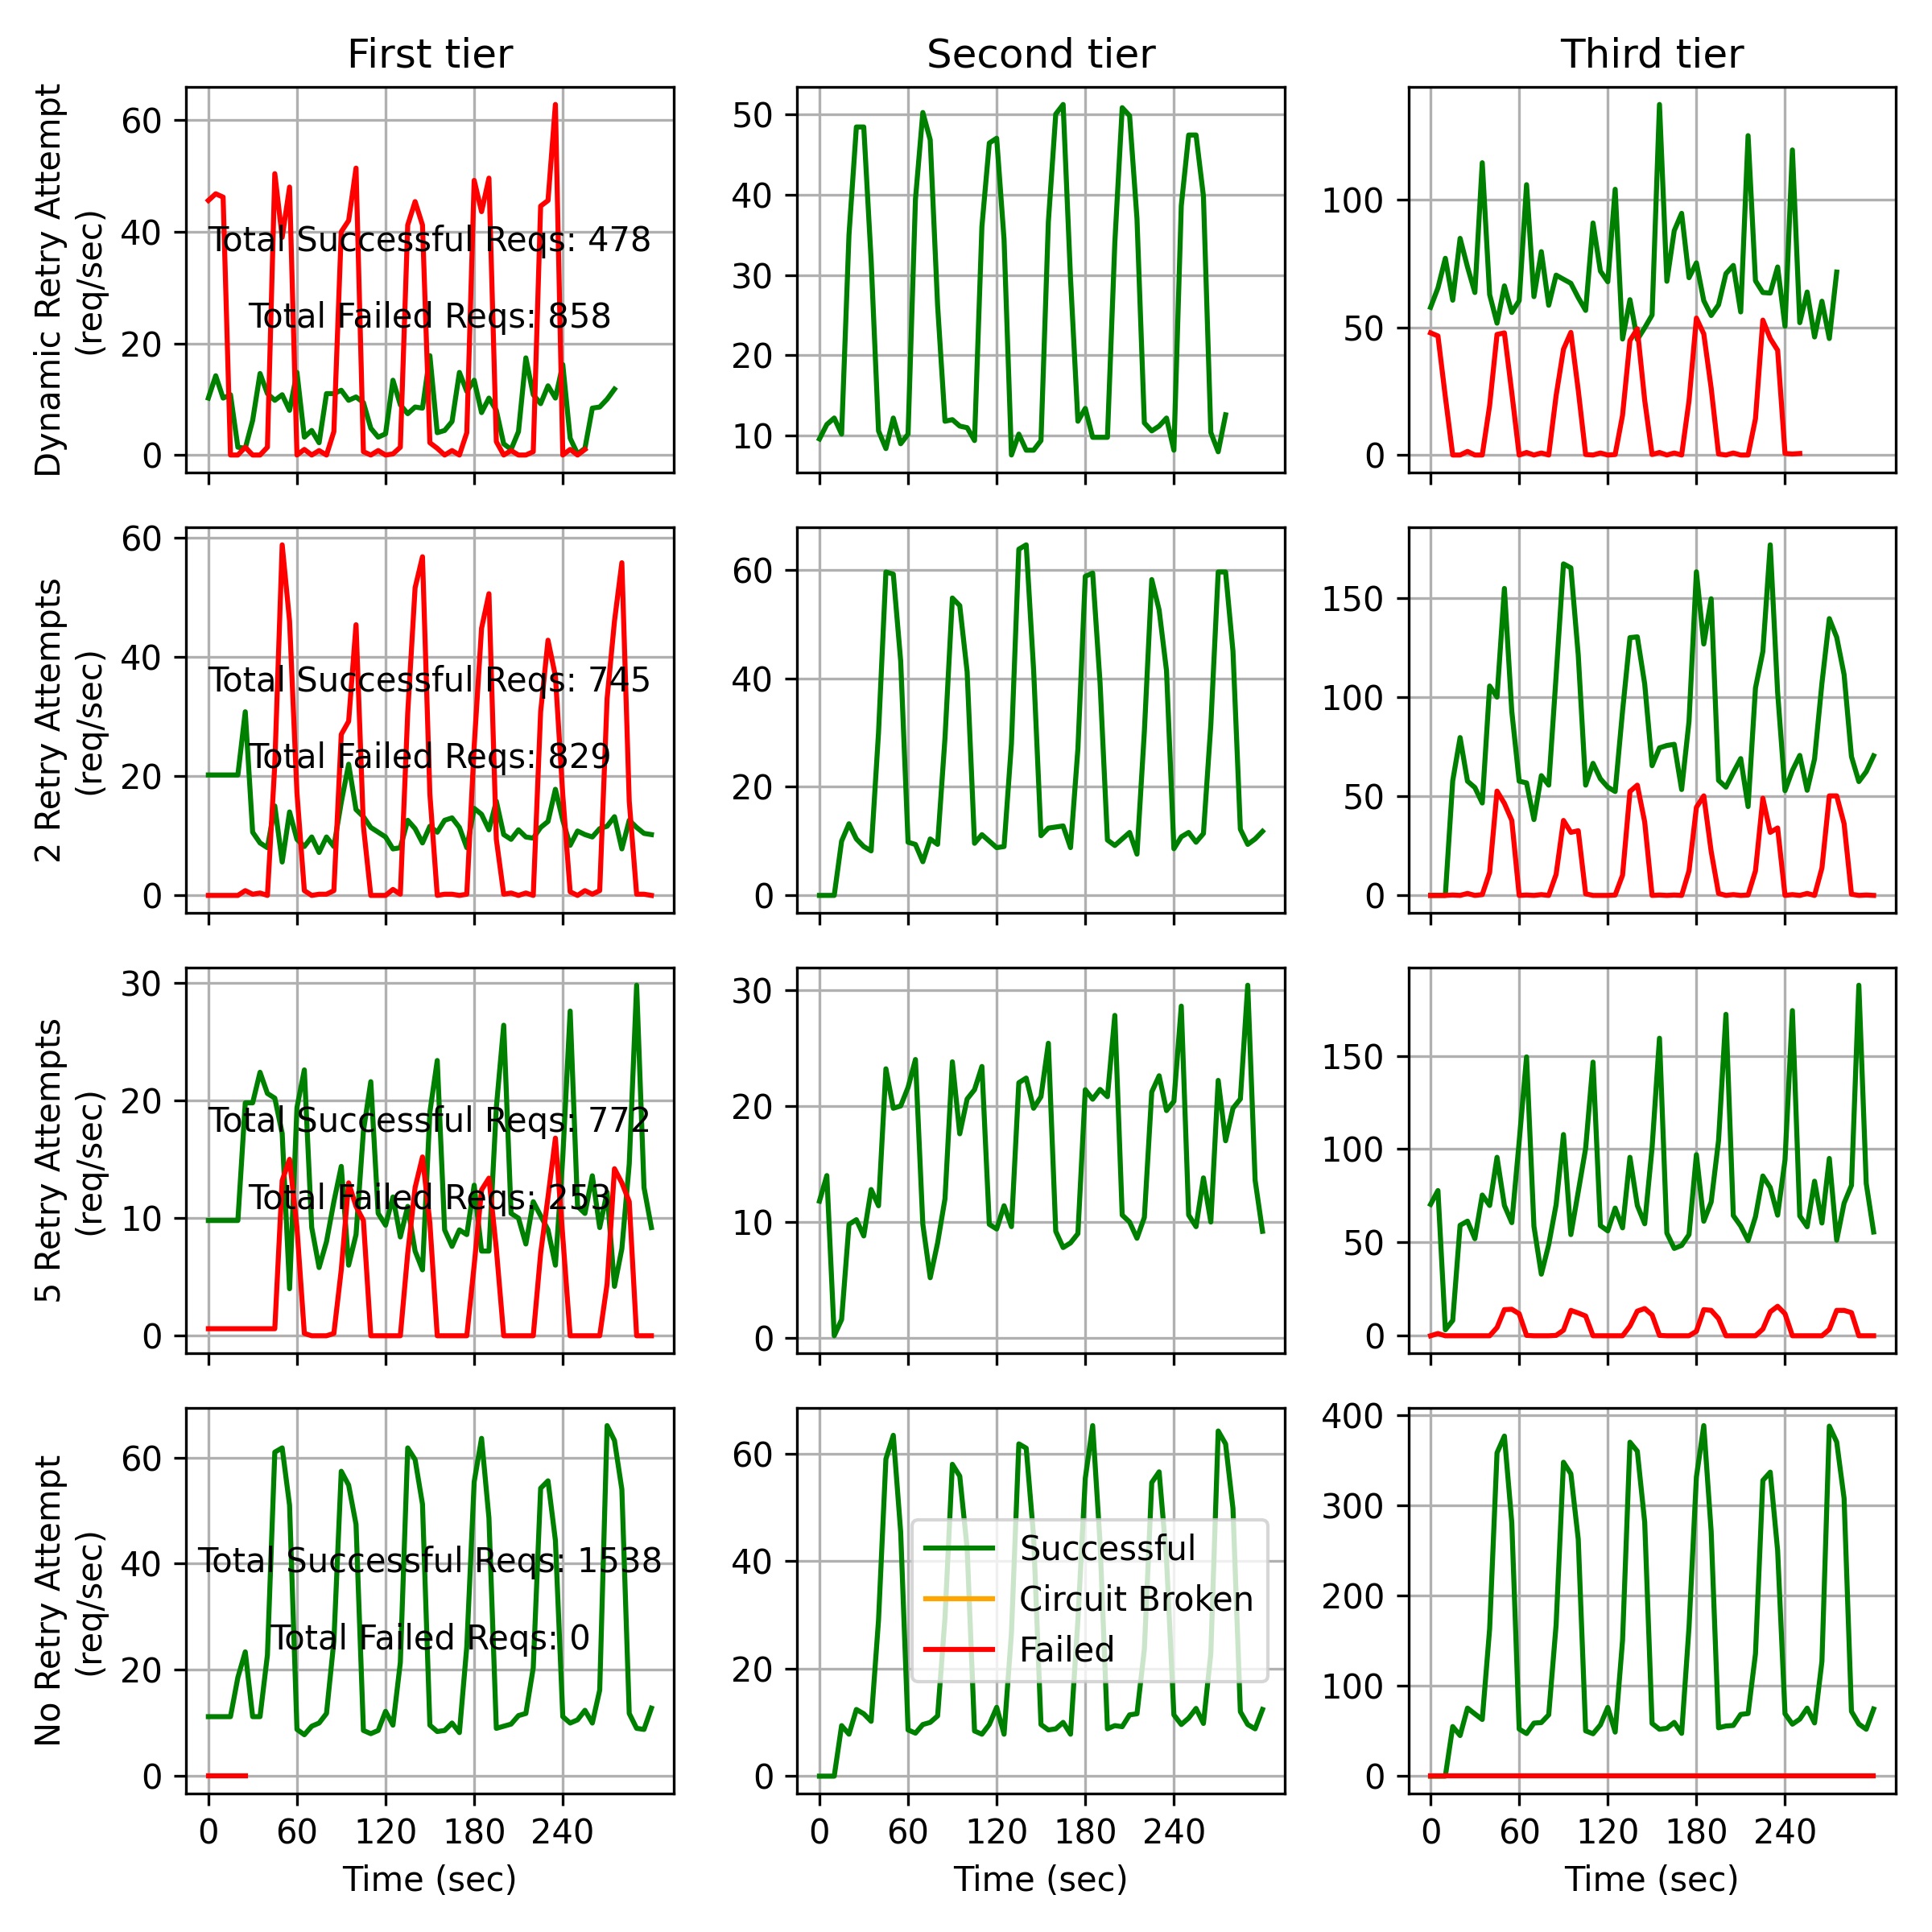 First tier
Second tier
Third tier
Dynamic Retry Attempt
(req/sec)
60
40
20
0
Total Successful Reqs: 478
Total Failed Reqs: 858
50
40
30
20
10
100
50
0
2 Retry Attempts
(req/sec)
60
40
20
0
Total Successful Reqs: 745
Total Failed Reqs: 829
60
40
20
0
150
100
50
0
5 Retry Attempts
(req/sec)
30
20
10
0
Total Successful Reqs: 772
Total Failed Reqs: 253
30
20
10
0
150
100
50
0
No Retry Attempt
(req/sec)
60
40
20
0
Total Successful Reqs: 1538
Total Failed Reqs: 0
60
40
20
0
Successful
Circuit Broken
Failed
400
300
200
100
0
0 60 120 180 240
0 60 120 180 240
0 60 120 180 240
Time (sec)
Time (sec)
Time (sec)